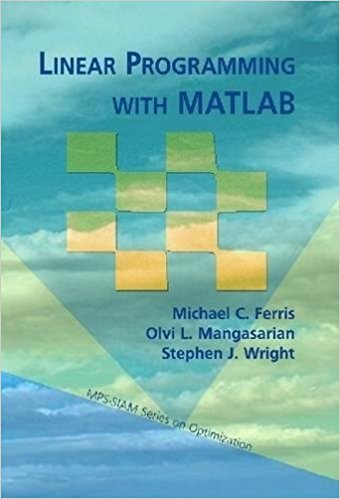 LINEAR PROGRAMMING
WITH MATLAB
Michael C. Ferris
Olvi L. Mangasarian
Stephen J. Wright
MPS-SIAM Series on Optimization